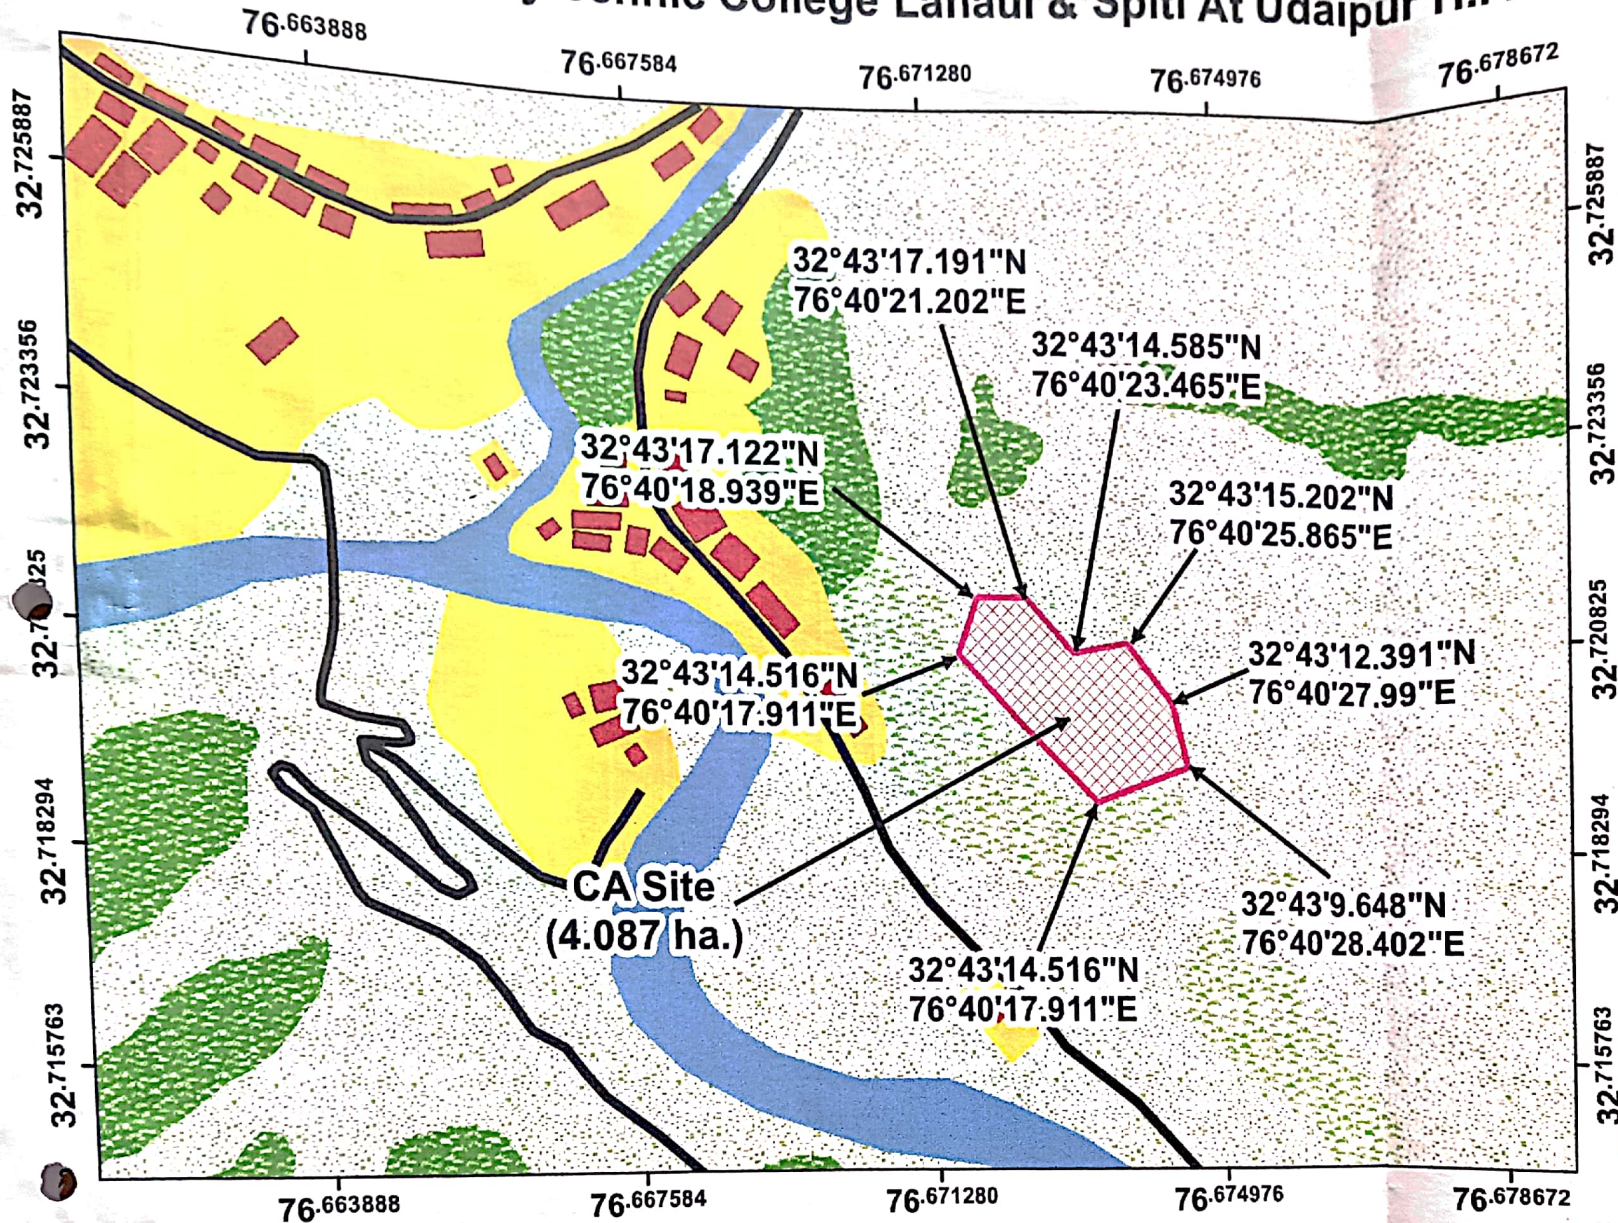 College Lahaul & Spiti At Udaipur
76.663888
76.667584
76.671280
76.674976
76.678672
32.725887
32.725887
32°43'17.191"N
76°40'21.202"E
32°43'14.585"N
76°40'23.465"E
32.723356
32.723356
32°43'17.122"N
76°40'18.939"E
32°43'15.202"N
76°40'25.865"E
32.720825
32°43'12.391"N
76°40'27.99"E
32°43'14.516"N
76°40'17.911"E
32.718294
32.718294
CA Site
(4.087 ha.)
32°43'9.648"N
76°40'28.402"E
32°43'14.516"N
76°40'17.911"E
32.715763
32.715763
76.663888
76.667584
76.671280
76.674976
76.678672